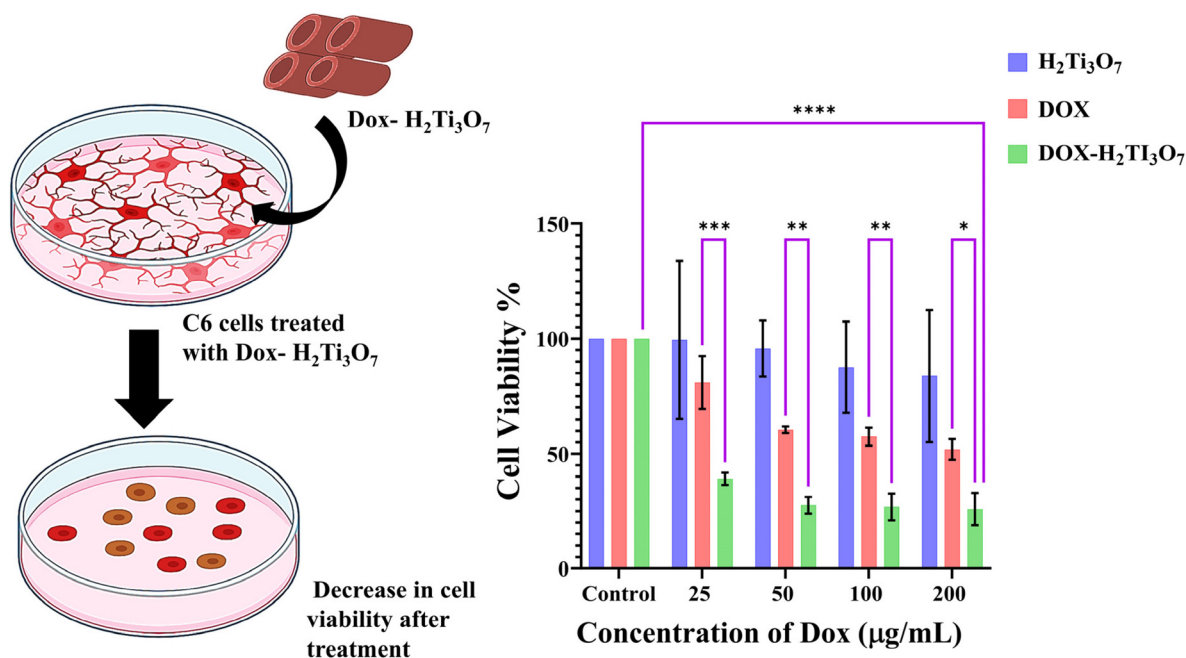 Dox- H₂Ti₃O₇
C6 cells treated
with Dox- H₂Ti₃O₇
Decrease in cell
viability after
treatment
H₂Ti₃O₇
DOX
DOX-H₂TI₃O₇
****
*** ** ** *
Cell Viability %
150
100
50
0
Control 25 50 100 200
Concentration of Dox (µg/mL)